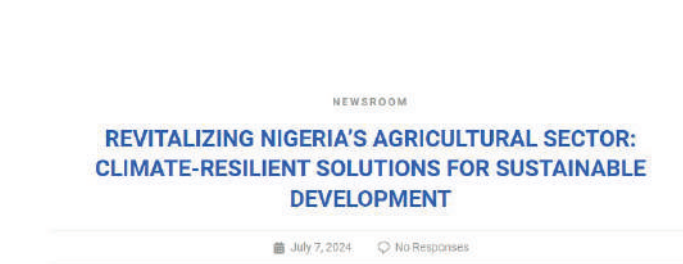 NEWSROOM
REVITALIZING NIGERIA'S AGRICULTURAL SECTOR:
CLIMATE-RESILIENT SOLUTIONS FOR SUSTAINABLE
DEVELOPMENT
July 7, 2024 No Responses